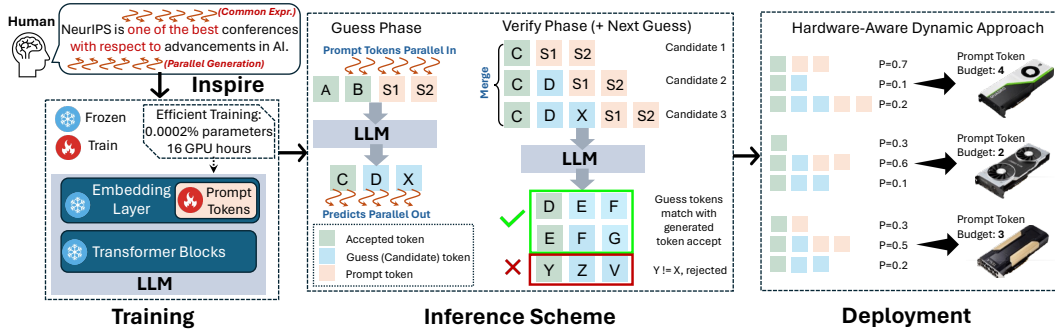 Human
(Common Expr.)
NeurIPS is one of the best conferences
with respect to advancements in AI.
(Parallel Generation)
Inspire
Frozen
Train
Efficient Training:
0.0002% parameters
16 GPU hours
Embedding
Layer
Prompt
Tokens
Transformer Blocks
LLM
Training
Guess Phase
Prompt Tokens Parallel In
A B S1 S2
LLM
C D X
Predicts Parallel Out
Accepted token
Guess (Candidate) token
Prompt token
Verify Phase (+ Next Guess)
Merge
C S1 S2 Candidate 1
C D S1 S2 Candidate 2
C D X S1 S2 Candidate 3
LLM
D E F
E F G
Guess tokens
match with
generated
token accept
Y Z V
Y != X, rejected
Inference Scheme
Hardware-Aware Dynamic Approach
P=0.7
P=0.1
P=0.2
Prompt Token
Budget: 4
P=0.3
P=0.6
P=0.1
Prompt Token
Budget: 2
P=0.3
P=0.5
P=0.2
Prompt Token
Budget: 3
Deployment